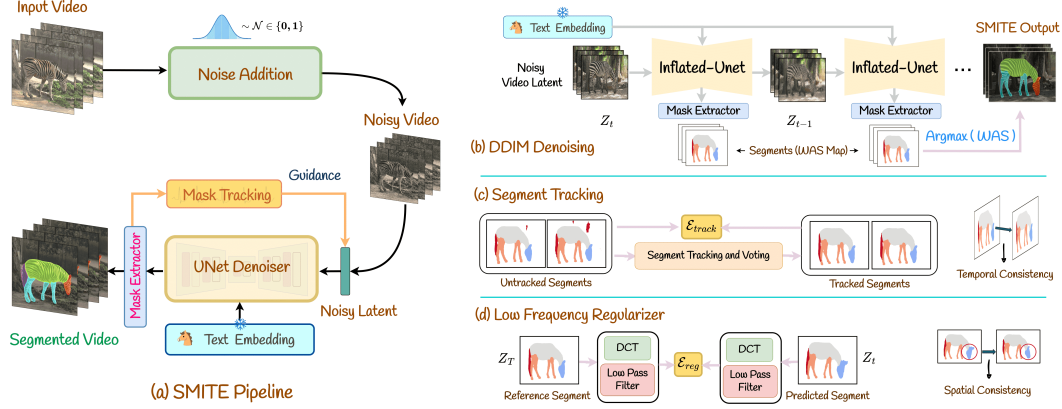 Input Video
~ N ∈ {0, 1}
Noise Addition
Noisy Video
Guidance
Mask Tracking
Mask Extractor
UNet Denoiser
Noisy Latent
Segmented Video
Text Embedding
(a) SMITE Pipeline
Text Embedding
SMITE Output
Noisy
Video Latent
Inflated-Unet
Inflated-Unet
...
Mask Extractor
Mask Extractor
Z_t
Z_{t-1}
Argmax ( WAS )
Segments (WAS Map)
(b) DDIM Denoising
(c) Segment Tracking
ℰ_track
Segment Tracking and Voting
Untracked Segments
Tracked Segments
Temporal Consistency
(d) Low Frequency Regularizer
Z_T
DCT
Low Pass
Filter
ℰ_reg
DCT
Low Pass
Filter
Z_t
Reference Segment
Predicted Segment
Spatial Consistency